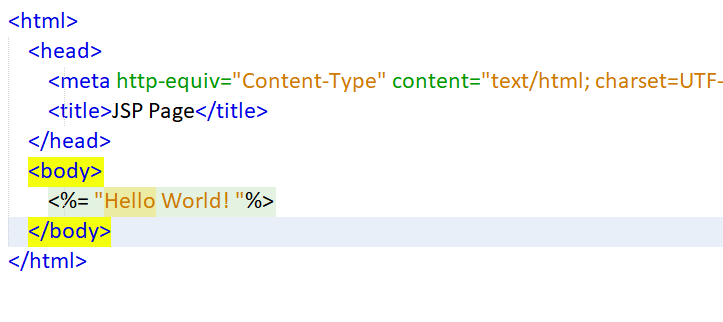 <html>
<head>
<meta http-equiv="Content-Type" content="text/html; charset=UTF-
<title>JSP Page</title>
</head>
<body>
<%= "Hello World! "%>
</body>
</html>